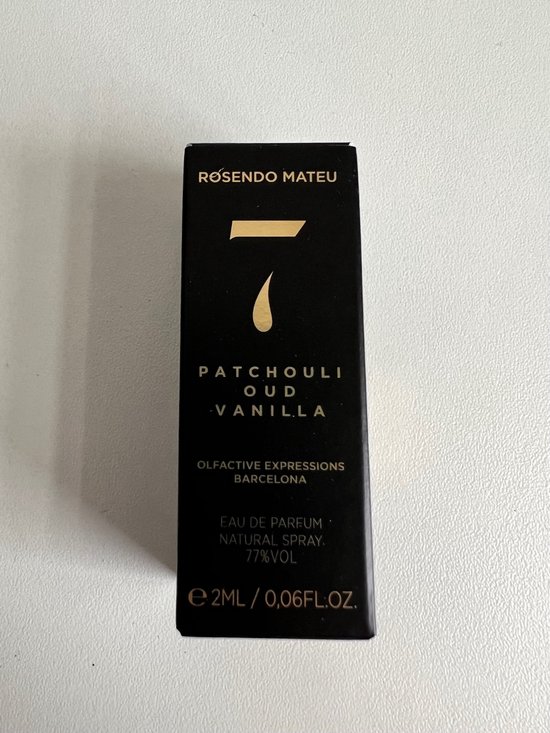 RÓSENDO MATEU
7
PATCHOULI
OUD
VANILLA
OLFACTIVE EXPRESSIONS
BARCELONA
EAU DE PARFUM
NATURAL SPRAY.
77%VOL
℮ 2ML / 0,06FL.OZ.